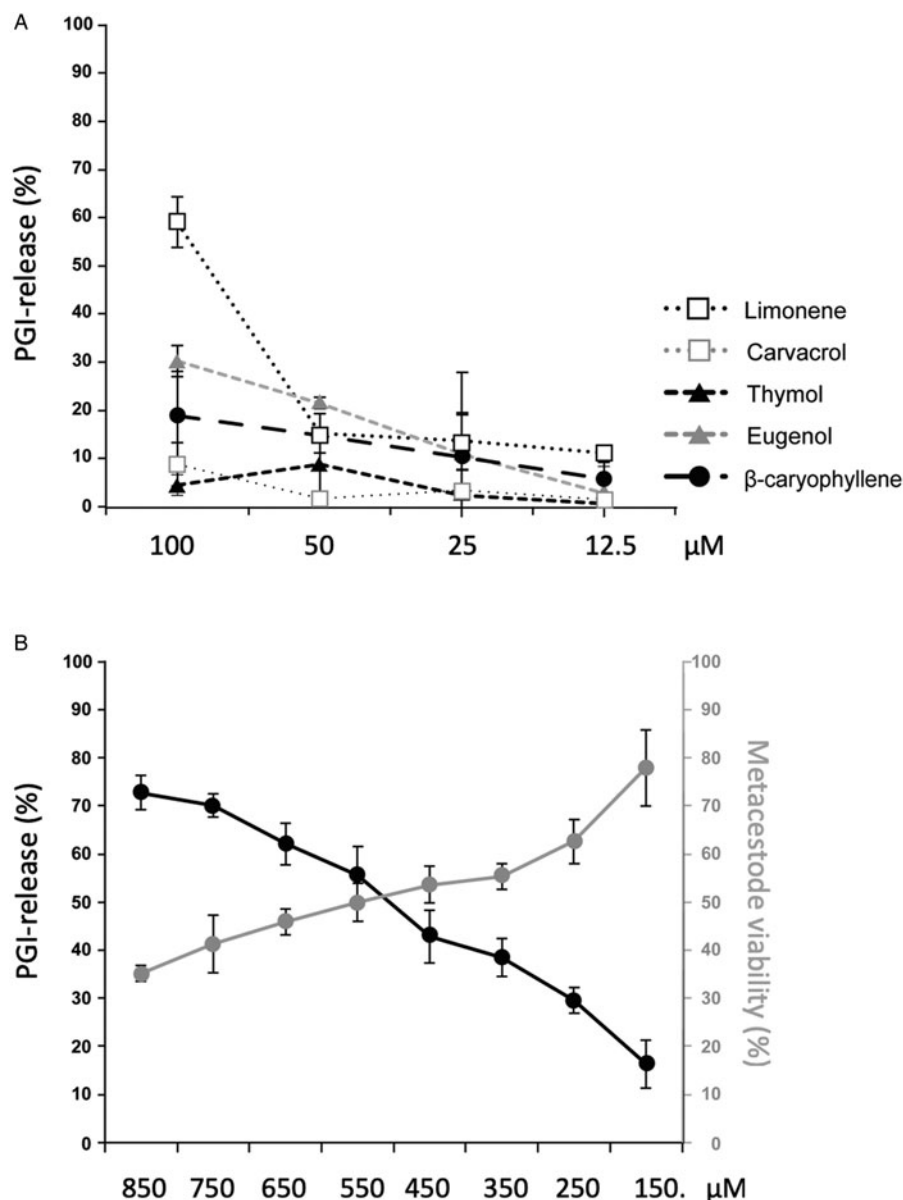 A
PGI-release (%)
100
90
80
70
60
50
40
30
20
10
0
100 50 25 12.5 µM
Limonene
Carvacrol
Thymol
Eugenol
β-caryophyllene
B
PGI-release (%)
100
90
80
70
60
50
40
30
20
10
0
100
90
80
70
60
50
40
30
20
10
0
Metacestode viability (%)
850 750 650 550 450 350 250 150. µM